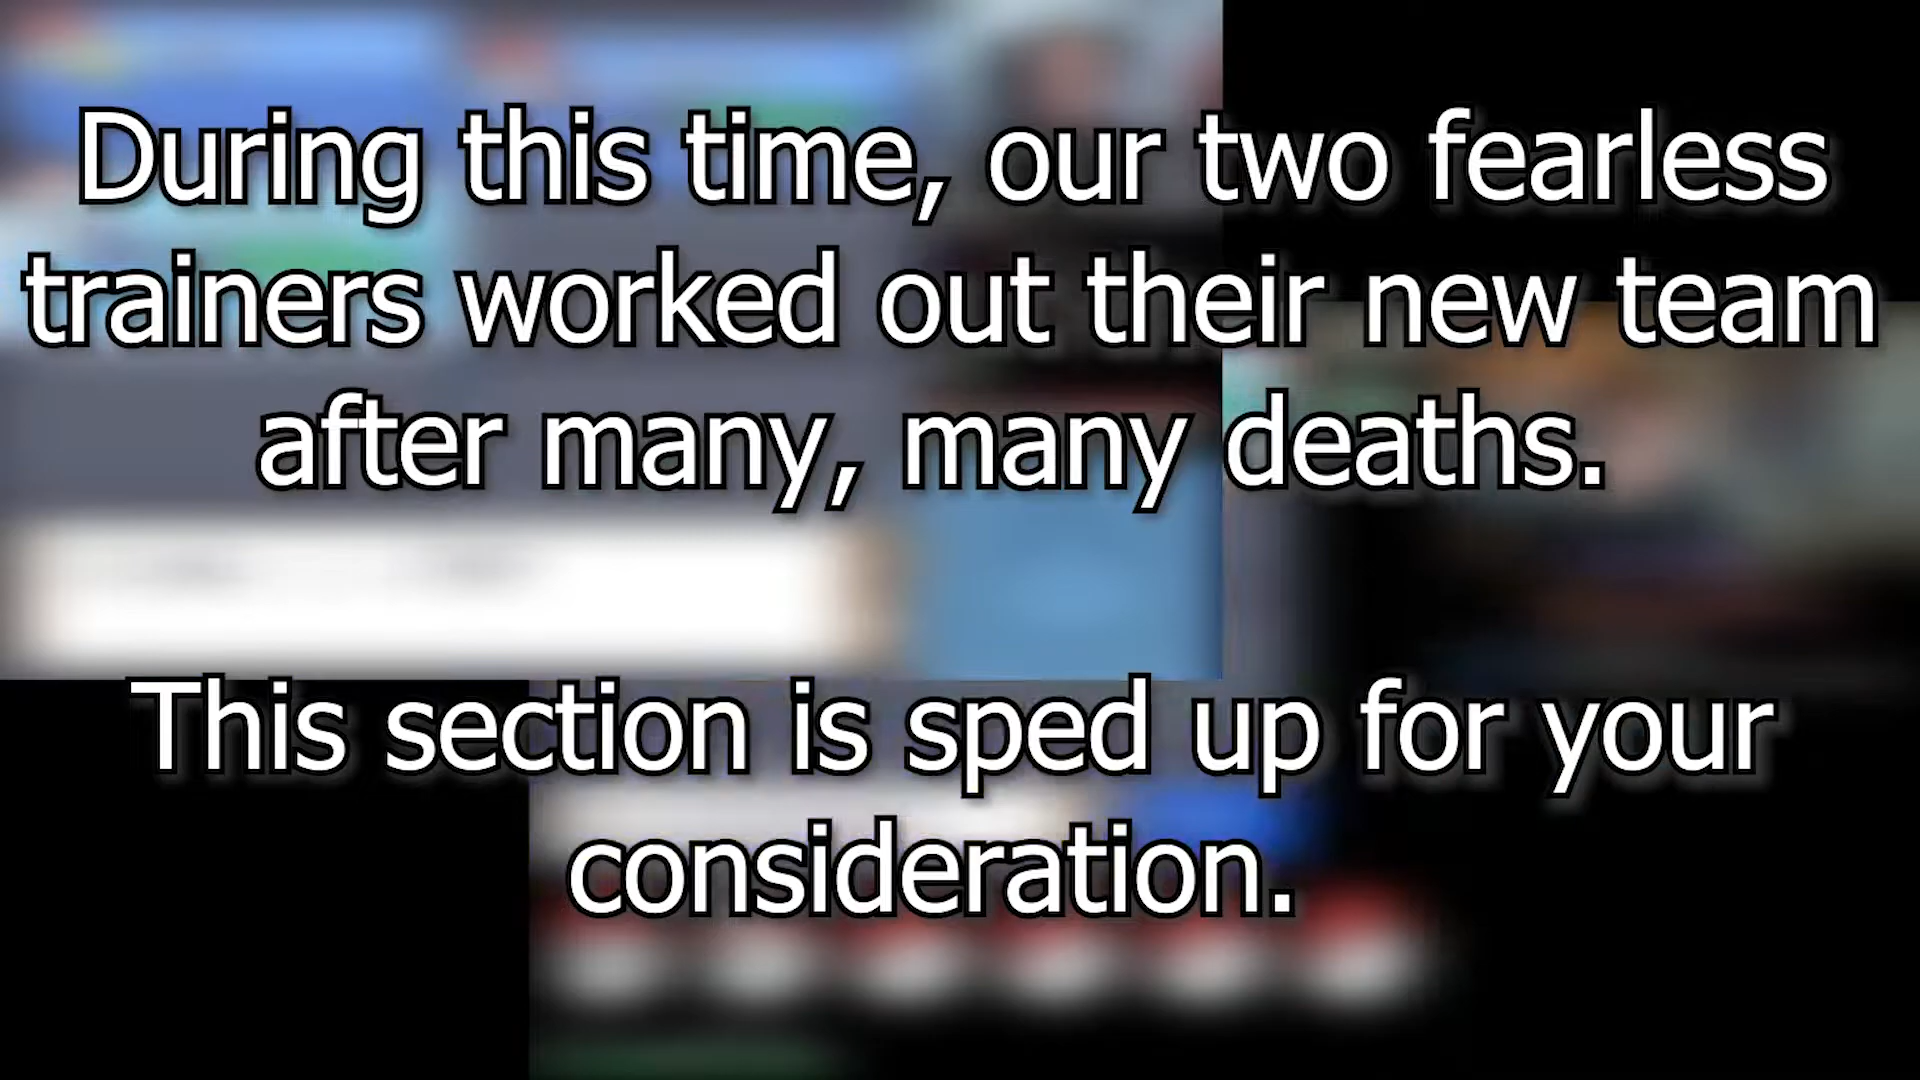 During this time, our two fearless
trainers worked out their new team
after many, many deaths.
This section is sped up for your
consideration.